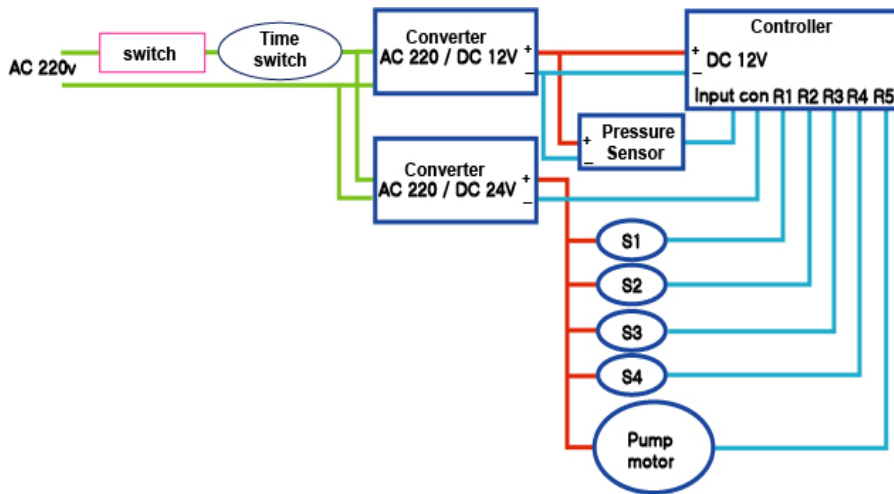 Controller
Converter
AC 220 / DC 12V
+
−
+
−
DC 12V
Time
switch
switch
AC 220v
Input con R1 R2 R3 R4 R5
Pressure
Sensor
+
−
Converter
AC 220 / DC 24V
+
−
S1
S2
S3
S4
Pump
motor